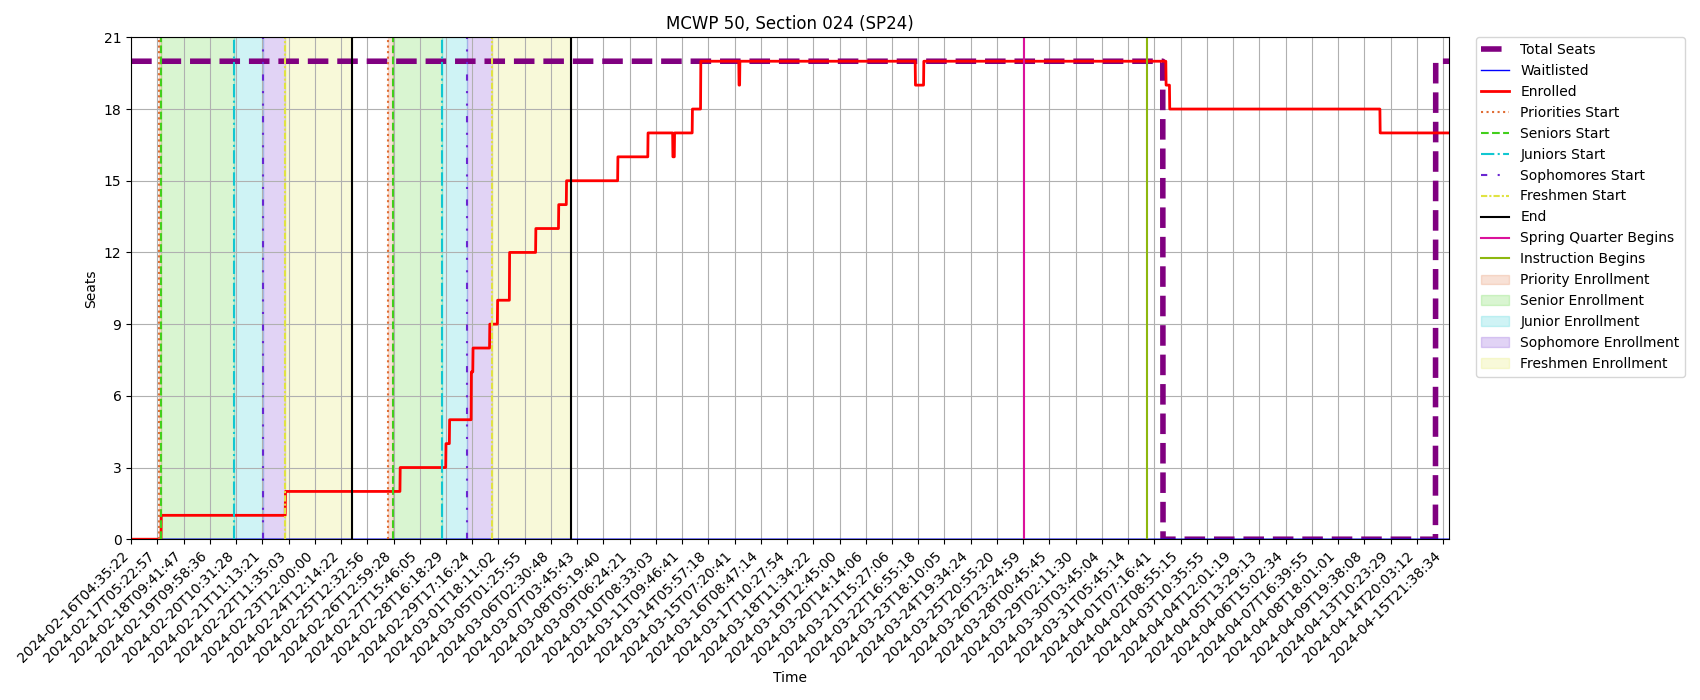 MCWP 50, Section 024 (SP24)
21
18
15
12
9
6
3
0
Seats
2024-02-16T04:35:22
2024-02-17T05:22:57
2024-02-18T09:41:47
2024-02-19T09:58:36
2024-02-20T10:31:28
2024-02-21T11:13:21
2024-02-22T11:35:03
2024-02-23T12:00:00
2024-02-24T12:14:22
2024-02-25T12:32:56
2024-02-26T12:59:28
2024-02-27T15:46:05
2024-02-28T16:18:29
2024-02-29T17:16:24
2024-03-01T18:11:02
2024-03-05T01:25:55
2024-03-06T02:30:48
2024-03-07T03:45:43
2024-03-08T05:19:40
2024-03-09T06:24:21
2024-03-10T08:33:03
2024-03-11T09:46:41
2024-03-14T05:57:18
2024-03-15T07:20:41
2024-03-16T08:47:14
2024-03-17T10:27:54
2024-03-18T11:34:22
2024-03-19T12:45:00
2024-03-20T14:14:06
2024-03-21T15:27:06
2024-03-22T16:55:18
2024-03-23T18:10:05
2024-03-24T19:34:24
2024-03-25T20:55:20
2024-03-26T23:24:59
2024-03-28T00:45:45
2024-03-29T02:11:30
2024-03-30T03:45:04
2024-03-31T05:45:14
2024-04-01T07:16:41
2024-04-02T08:55:15
2024-04-03T10:35:55
2024-04-04T12:01:19
2024-04-05T13:29:13
2024-04-06T15:02:34
2024-04-07T16:39:55
2024-04-08T18:01:01
2024-04-09T19:38:08
2024-04-13T10:23:29
2024-04-14T20:03:12
2024-04-15T21:38:34
Time
Total Seats
Waitlisted
Enrolled
Priorities Start
Seniors Start
Juniors Start
Sophomores Start
Freshmen Start
End
Spring Quarter Begins
Instruction Begins
Priority Enrollment
Senior Enrollment
Junior Enrollment
Sophomore Enrollment
Freshmen Enrollment